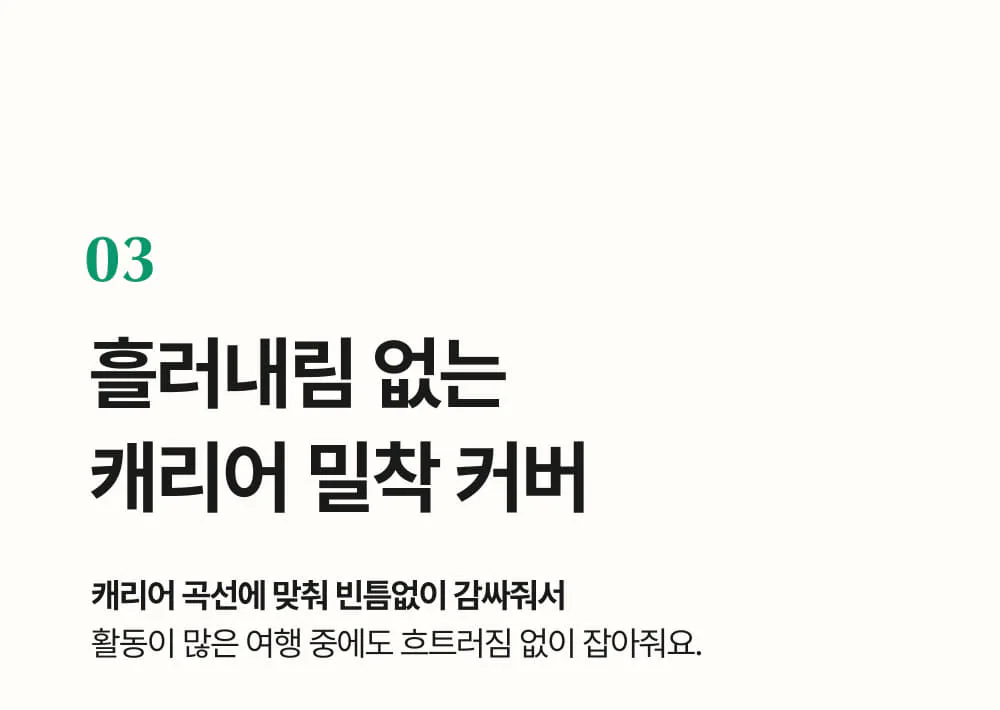 03
흘러내림 없는
캐리어 밀착 커버
캐리어 곡선에 맞춰 빈틈없이 감싸줘서
활동이 많은 여행 중에도 흐트러짐 없이 잡아줘요.